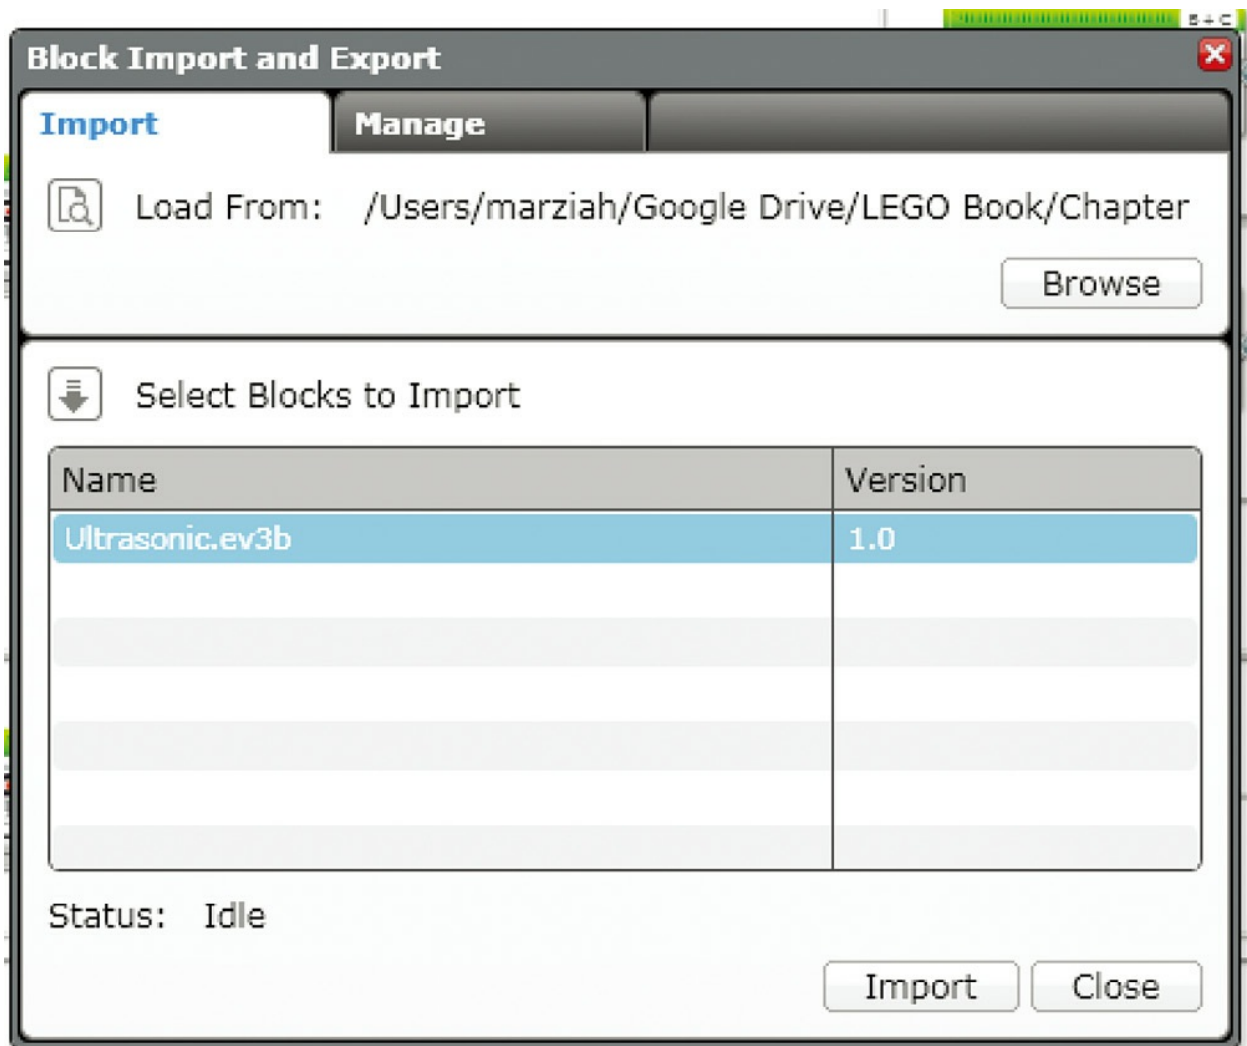 B + C
Block Import and Export
Import Manage
Load From: /Users/marziah/Google Drive/LEGO Book/Chapter
Browse
Select Blocks to Import
Name Version
Ultrasonic.ev3b 1.0
Status: Idle
Import Close